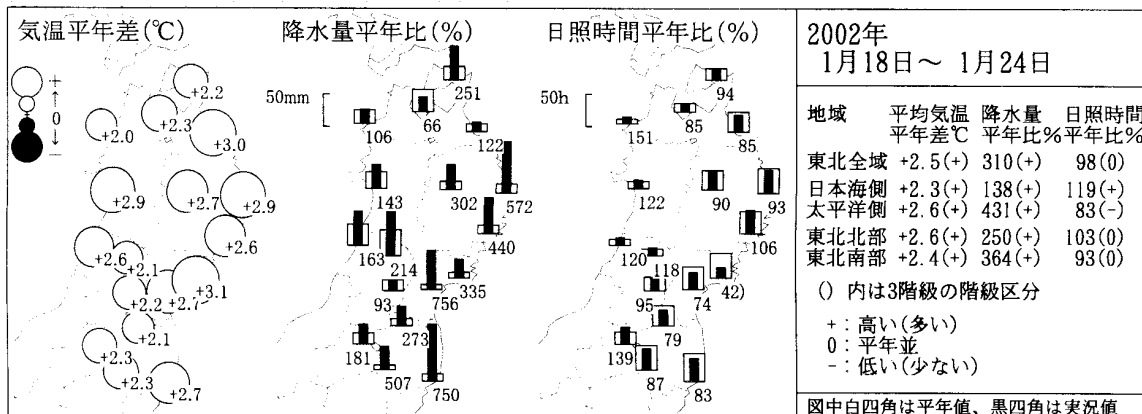 気温平年差(℃)
+
↑
0
↓
−
+2.2
+2.3
+2.0
+3.0
+2.9
+2.7
+2.9
+2.6
+2.6
+2.1
+3.1
+2.2
+2.7
+2.1
+2.3
+2.3
+2.7
降水量平年比(%)
50mm
251
66
106
122
143
302
572
440
163
214
335
93
756
273
181
507
750
日照時間平年比(%)
50h
94
85
151
85
122
90
93
106
120
118
42)
95
74
79
139
87
83
2002年
1月18日～ 1月24日
地域 平均気温 降水量 日照時間
平年差℃ 平年比% 平年比%
東北全域 +2.5(+) 310(+) 98(0)
日本海側 +2.3(+) 138(+) 119(+)
太平洋側 +2.6(+) 431(+) 83(-)
東北北部 +2.6(+) 250(+) 103(0)
東北南部 +2.4(+) 364(+) 93(0)
() 内は3階級の階級区分
+：高い(多い)
0：平年並
-：低い(少ない)
図中白四角は平年値、黒四角は実況値